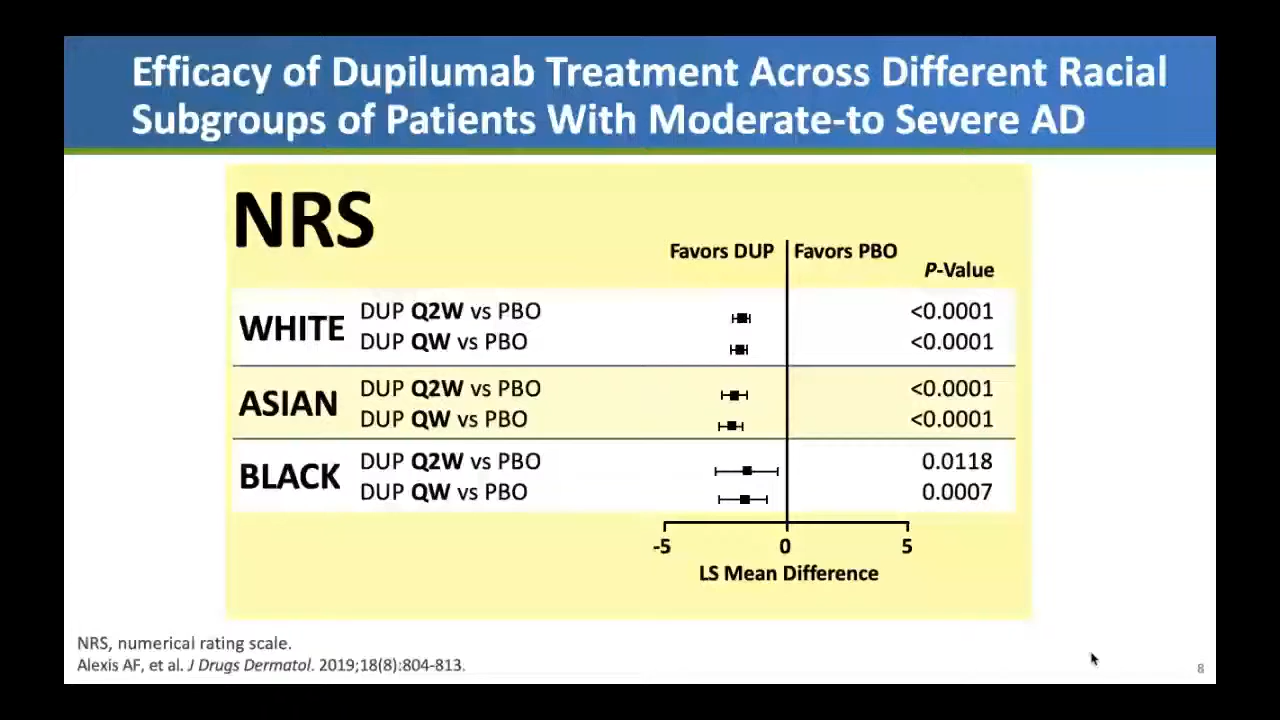 Efficacy of Dupilumab Treatment Across Different Racial
Subgroups of Patients With Moderate-to Severe AD
NRS
Favors DUP Favors PBO
P-Value
WHITE
DUP Q2W vs PBO <0.0001
DUP QW vs PBO <0.0001
ASIAN
DUP Q2W vs PBO <0.0001
DUP QW vs PBO <0.0001
BLACK
DUP Q2W vs PBO 0.0118
DUP QW vs PBO 0.0007
-5 0 5
LS Mean Difference
NRS, numerical rating scale.
Alexis AF, et al. J Drugs Dermatol. 2019;18(8):804-813.
8